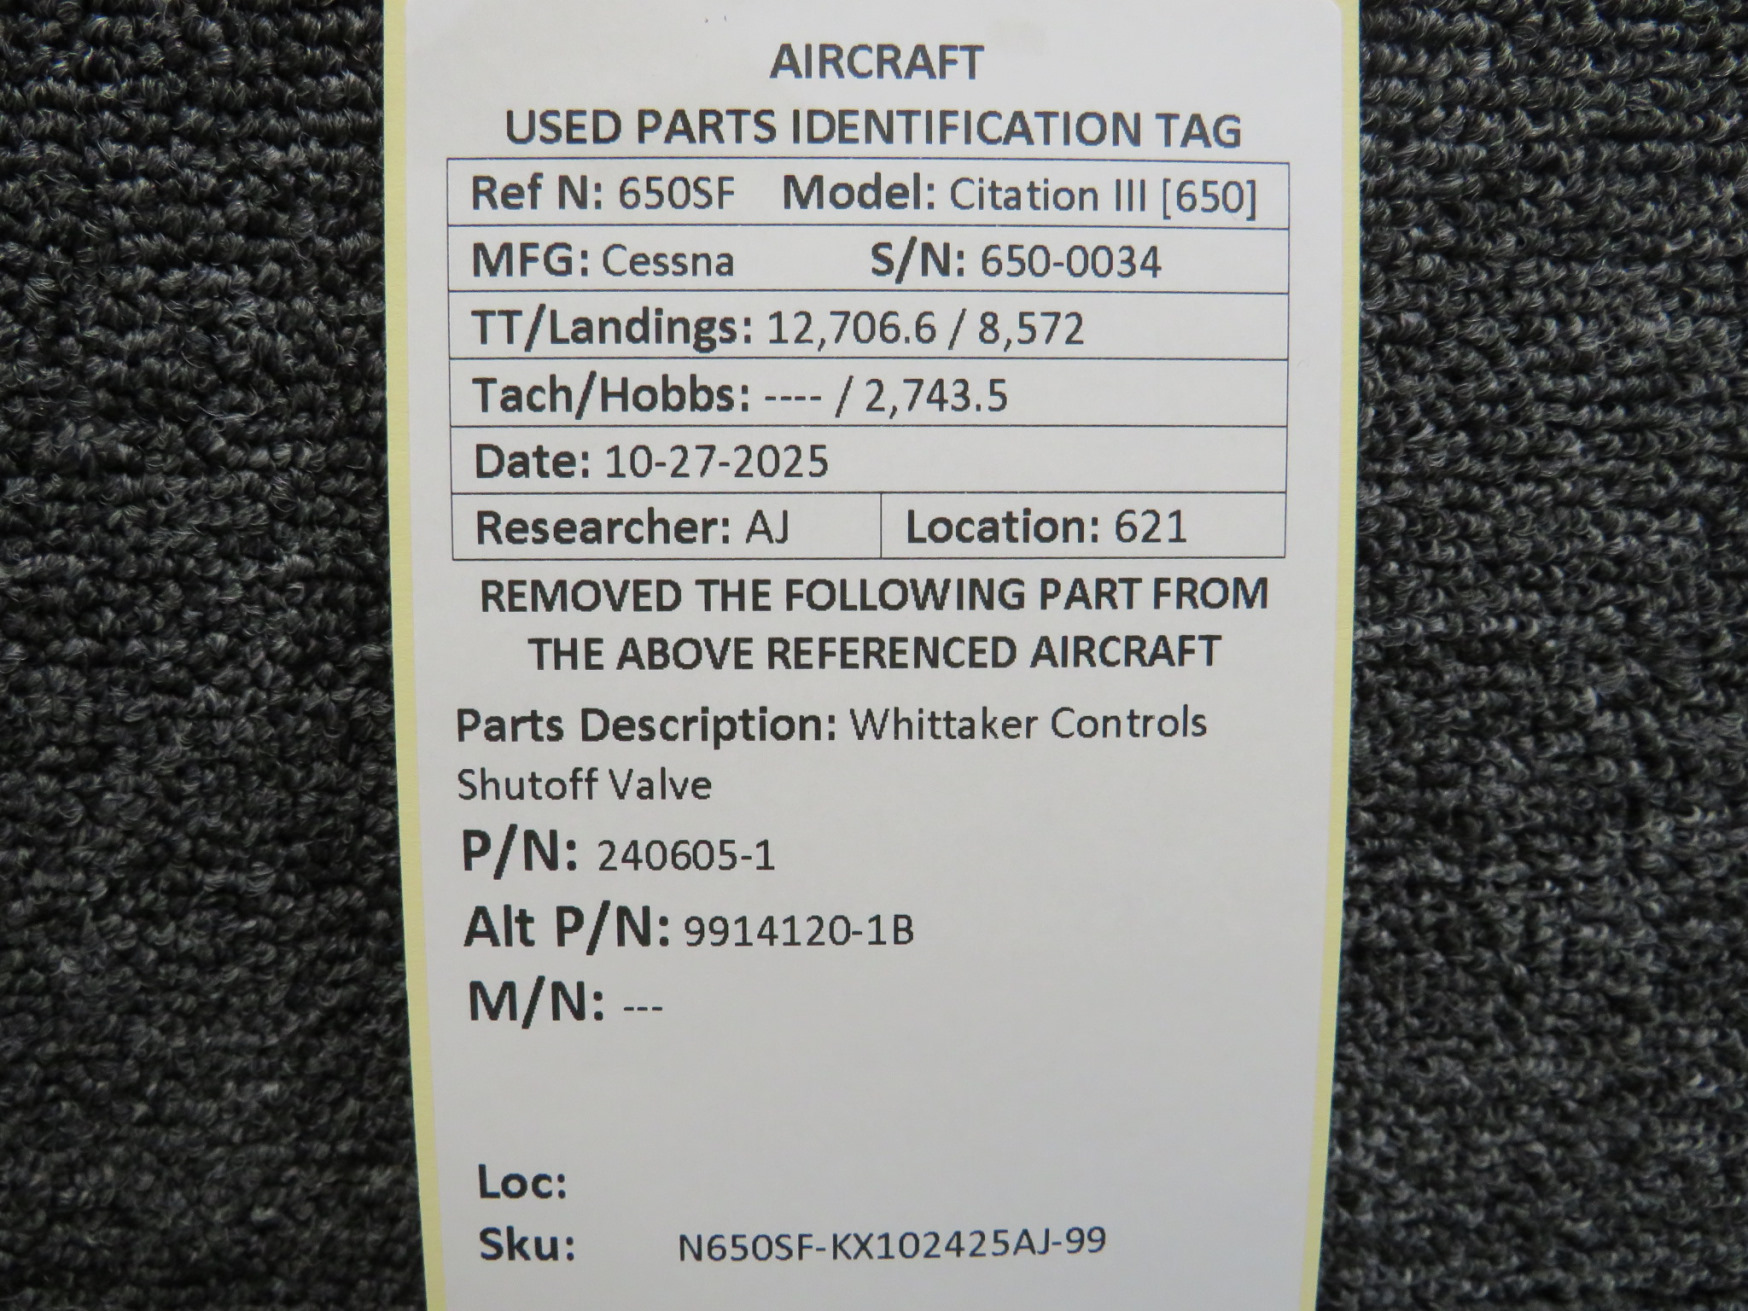 AIRCRAFT
USED PARTS IDENTIFICATION TAG
Ref N: 650SF Model: Citation III [650]
MFG: Cessna S/N: 650-0034
TT/Landings: 12,706.6 / 8,572
Tach/Hobbs: ---- / 2,743.5
Date: 10-27-2025
Researcher: AJ Location: 621
REMOVED THE FOLLOWING PART FROM
THE ABOVE REFERENCED AIRCRAFT
Parts Description: Whittaker Controls
Shutoff Valve
P/N: 240605-1
Alt P/N: 9914120-1B
M/N: ---
Loc:
Sku: N650SF-KX102425AJ-99